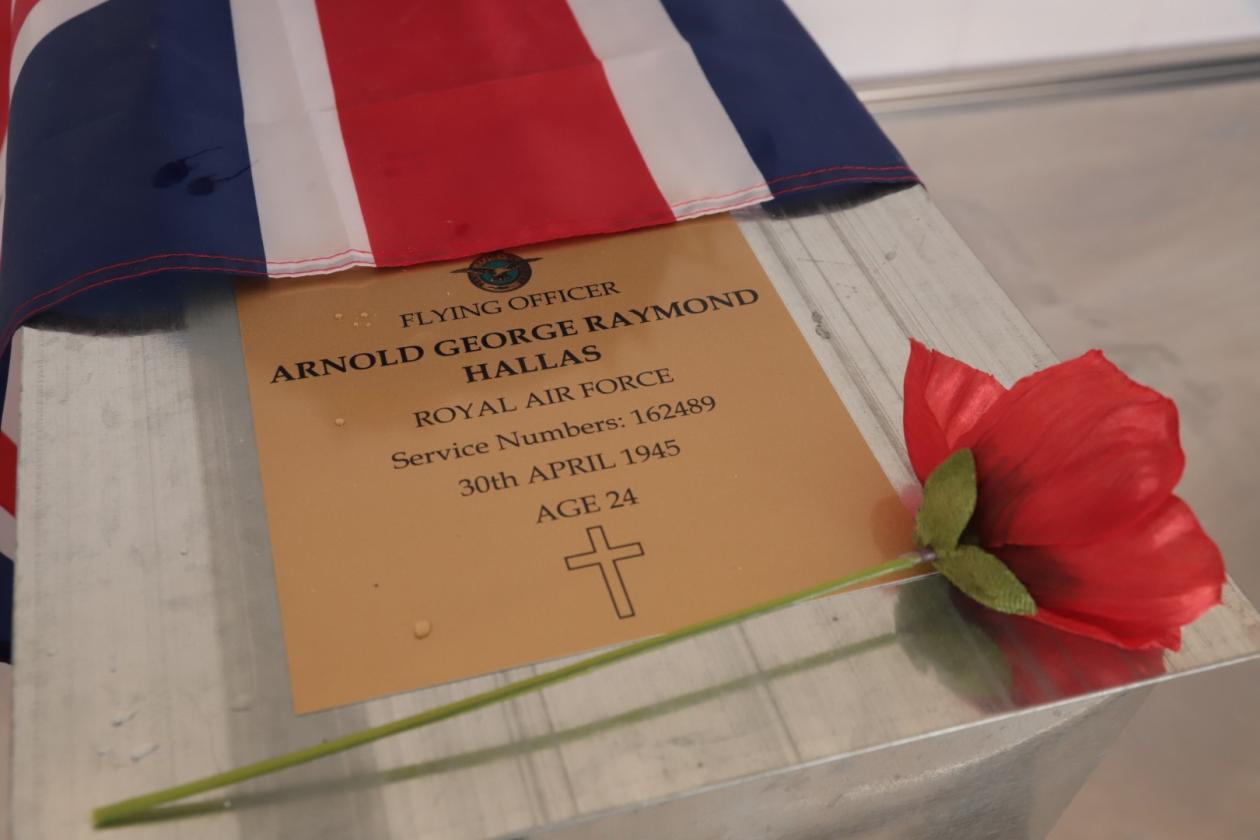 FLYING OFFICER
ARNOLD GEORGE RAYMOND
HALLAS
ROYAL AIR FORCE
Service Numbers: 162489
30th APRIL 1945
AGE 24